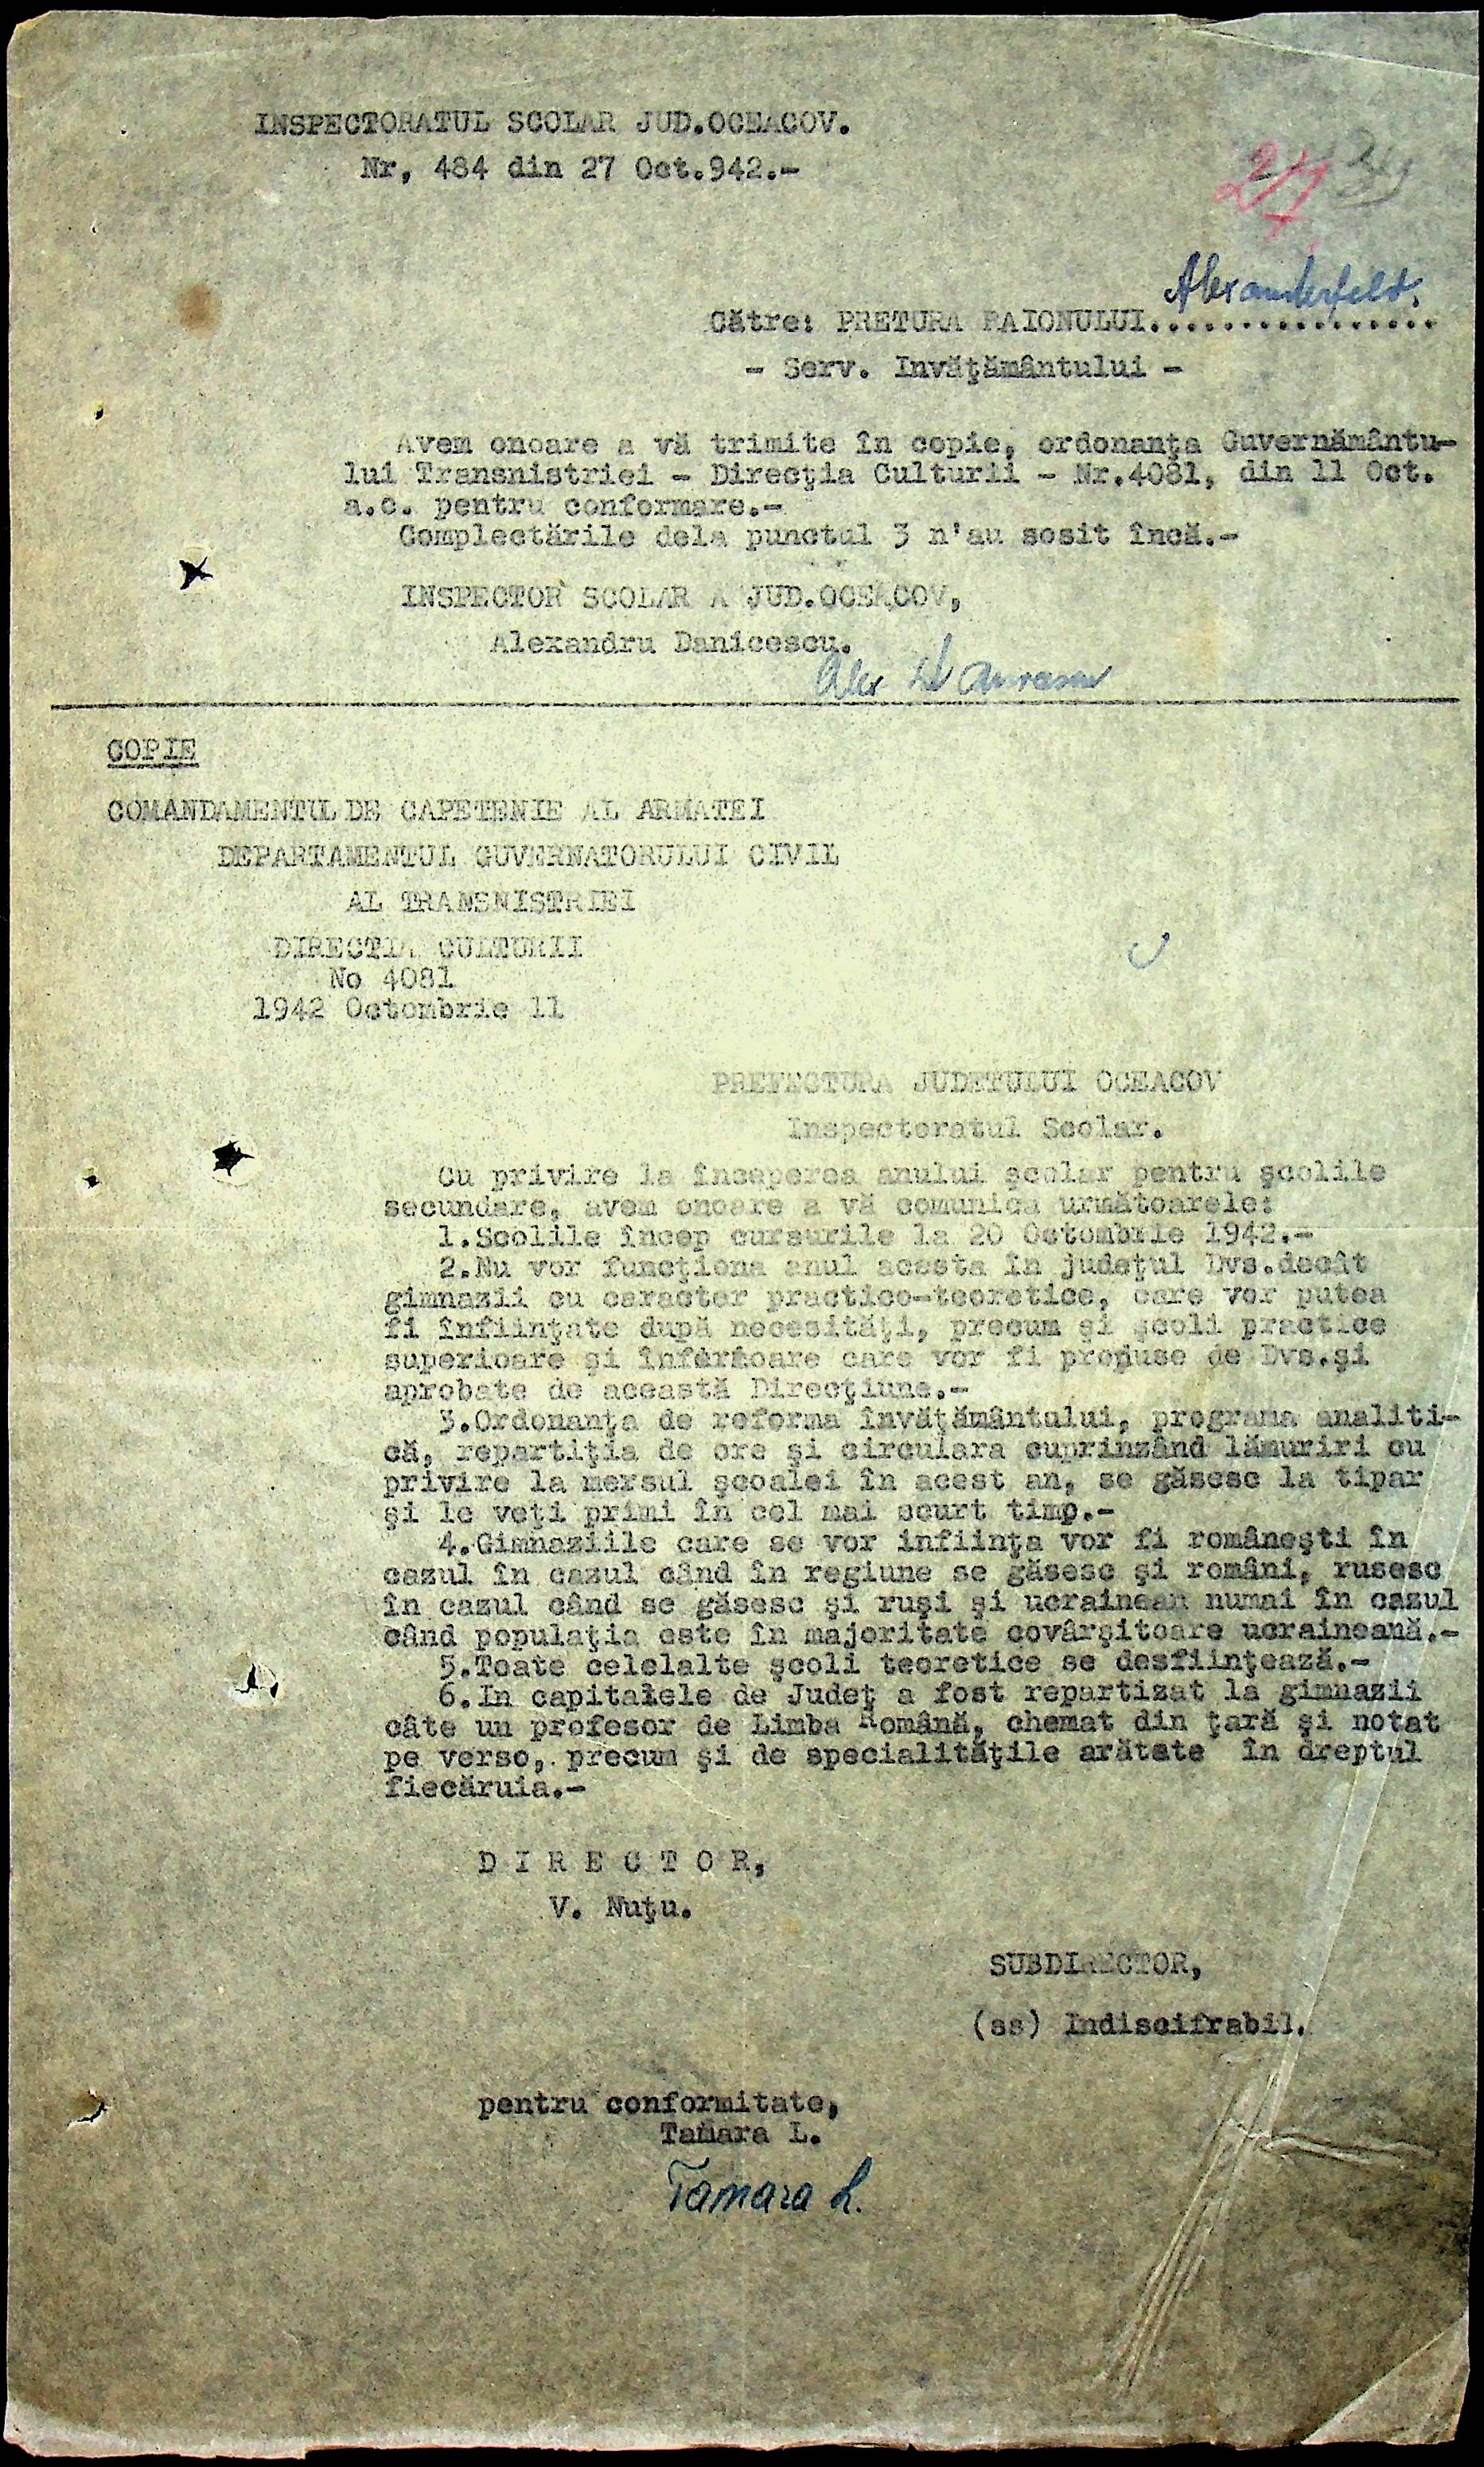 INSPECTORATUL SCOLAR JUD.OCEACOV.
Nr, 484 din 27 Oct.942.-
27
Alexanderfeld.
Către: PRETURA RAIONULUI................
- Serv. Invăţământului -
Avem onoare a vă trimite în copie, ordonanţa Guvernământu-
lui Transnistriei - Direcţia Culturii - Nr.4081, din 11 Oct.
a.c. pentru conformare.-
Complectările dela punctul 3 n'au sosit încă.-
INSPECTOR SCOLAR A JUD.OCEACOV,
Alexandru Danicescu.
Alex
COPIE
COMANDAMENTUL DE CAPETENIE AL ARMATEI
DEPARTAMENTUL GUVERNATORULUI CIVIL
AL TRANSNISTRIEI
DIRECTIA CULTURII
No 4081
1942 Octombrie 11
PREFECTURA JUDETULUI OCEACOV
Inspectoratul Scolar.
Cu privire la începerea anului şcolar pentru şcolile
secundare, avem onoare a vă comunica următoarele:
1.Scolile încep cursurile la 20 Octombrie 1942.-
2.Nu vor funcţiona anul acesta în judeţul Dvs.decât
gimnazii cu caracter practico-teoretice, care vor putea
fi înfiinţate după necesităţi, precum şi şcoli practice
superioare şi inferioare care vor fi propuse de Dvs.şi
aprobate de această Direcţiune.-
3.Ordonanţa de reforma învăţământului, programa analiti-
că, repartiţia de ore şi circulara cuprinzând lămuriri cu
privire la mersul şcoalei în acest an, se găsesc la tipar
şi le veţi primi în cel mai scurt timp.-
4.Gimnaziile care se vor infiinţa vor fi româneşti în
cazul în cazul când în regiune se găsesc şi români, rusesc
în cazul când se găsesc şi ruşi şi ucrainean numai în cazul
când populaţia este în majoritate covârşitoare ucraineană.-
5.Toate celelalte şcoli teoretice se desfiinţează.-
6.In capitalele de Judeţ a fost repartizat la gimnazii
câte un profesor de Limba Română, chemat din ţară şi notat
pe verso, precum şi de specialităţile arătate în dreptul
fiecăruia.-
D I R E C T O R,
V. Nuţu.
SUBDIRECTOR,
(ss) Indiscifrabil.
pentru conformitate,
Tamara L.
Tamara L.